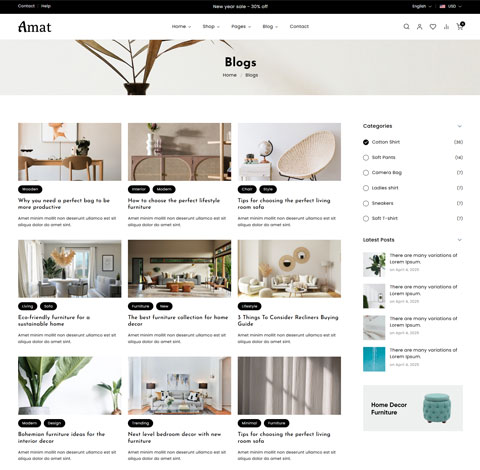 Contact Help
New year sale - 30% off
English
USD
Amat
Home Shop Pages Blog Contact
0
Blogs
Home / Blogs
Wooden
Why you need a perfect bag to be
more productive
Amet minim mollit non deserunt ullamco est sit
aliqua dolor do amet sint.
Interior Modern
How to choose the perfect lifestyle
furniture
Amet minim mollit non deserunt ullamco est sit
aliqua dolor do amet sint.
Chair Style
Tips for choosing the perfect living
room sofa
Amet minim mollit non deserunt ullamco est sit
aliqua dolor do amet sint.
Living Sofa
Eco-friendly furniture for a
sustainable home
Amet minim mollit non deserunt ullamco est sit
aliqua dolor do amet sint.
Furniture New
The best furniture collection for home
decor
Amet minim mollit non deserunt ullamco est sit
aliqua dolor do amet sint.
Lifestyle
3 Things To Consider Recliners Buying
Guide
Amet minim mollit non deserunt ullamco est sit
aliqua dolor do amet sint.
Modern Design
Bohemian furniture ideas for the
interior decor
Amet minim mollit non deserunt ullamco est sit
aliqua dolor do amet sint.
Trending
Next level bedroom decor with new
furniture
Amet minim mollit non deserunt ullamco est sit
aliqua dolor do amet sint.
Minimal Furniture
Tips for choosing the perfect living
room sofa
Amet minim mollit non deserunt ullamco est sit
aliqua dolor do amet sint.
Categories
Cotton Shirt
Soft Pants
Camera Bag (1)
Ladies shirt (1)
Sneakers (1)
Soft T-shirt (1)
Latest Posts
There are many variations of
Lorem Ipsum.
on April 6, 2025
There are many variations of
Lorem Ipsum.
on April 6, 2025
There are many variations of
Lorem Ipsum.
on April 6, 2025
There are many variations of
Lorem Ipsum.
on April 6, 2025
Home Decor
Furniture